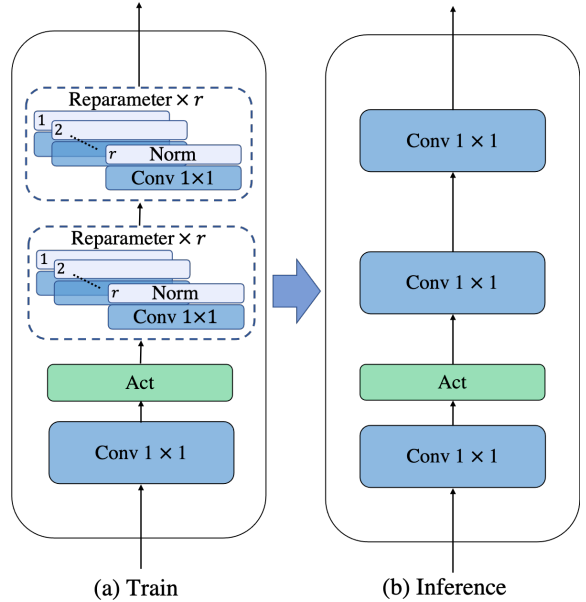 Reparameter × r
1
2
r Norm
Conv 1×1
Reparameter × r
1
2
r Norm
Conv 1×1
Act
Conv 1 × 1
(a) Train
Conv 1 × 1
Conv 1 × 1
Act
Conv 1 × 1
(b) Inference